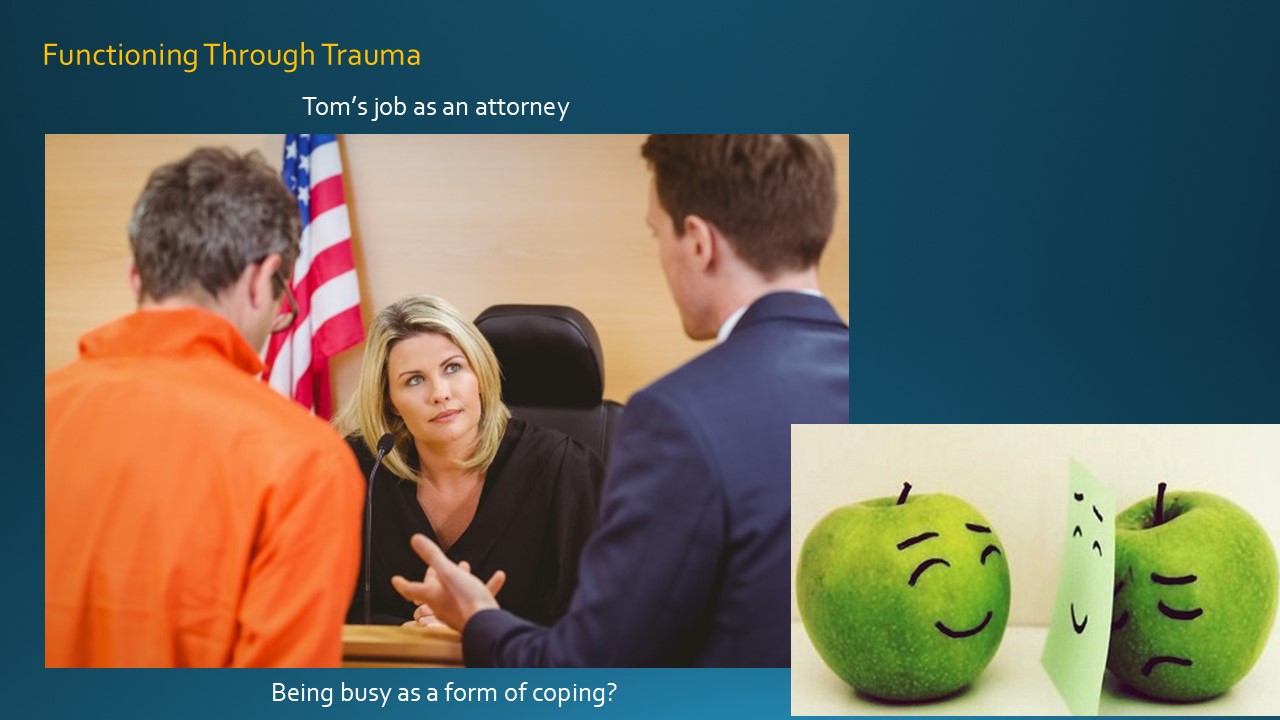 Functioning Through Trauma
Tom’s job as an attorney
Being busy as a form of coping?